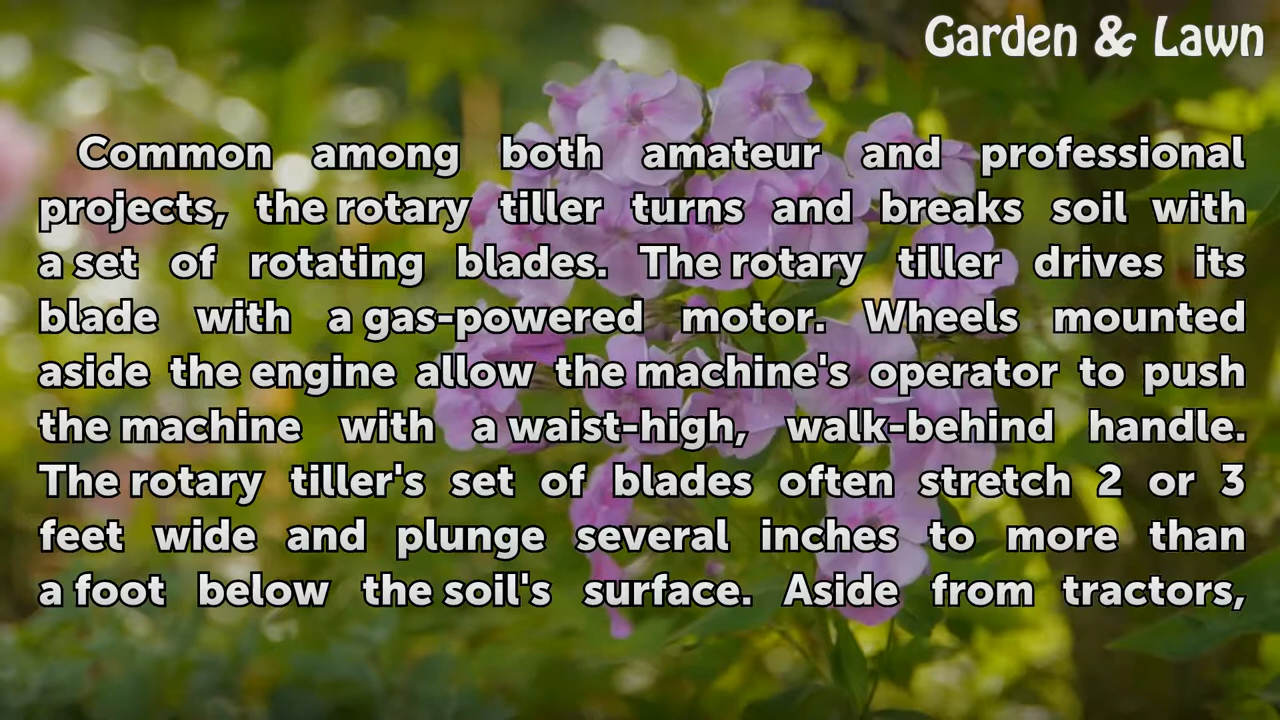 Garden & Lawn
Common among both amateur and professional
projects, the rotary tiller turns and breaks soil with
a set of rotating blades. The rotary tiller drives its
blade with a gas-powered motor. Wheels mounted
aside the engine allow the machine's operator to push
the machine with a waist-high, walk-behind handle.
The rotary tiller's set of blades often stretch 2 or 3
feet wide and plunge several inches to more than
a foot below the soil's surface. Aside from tractors,